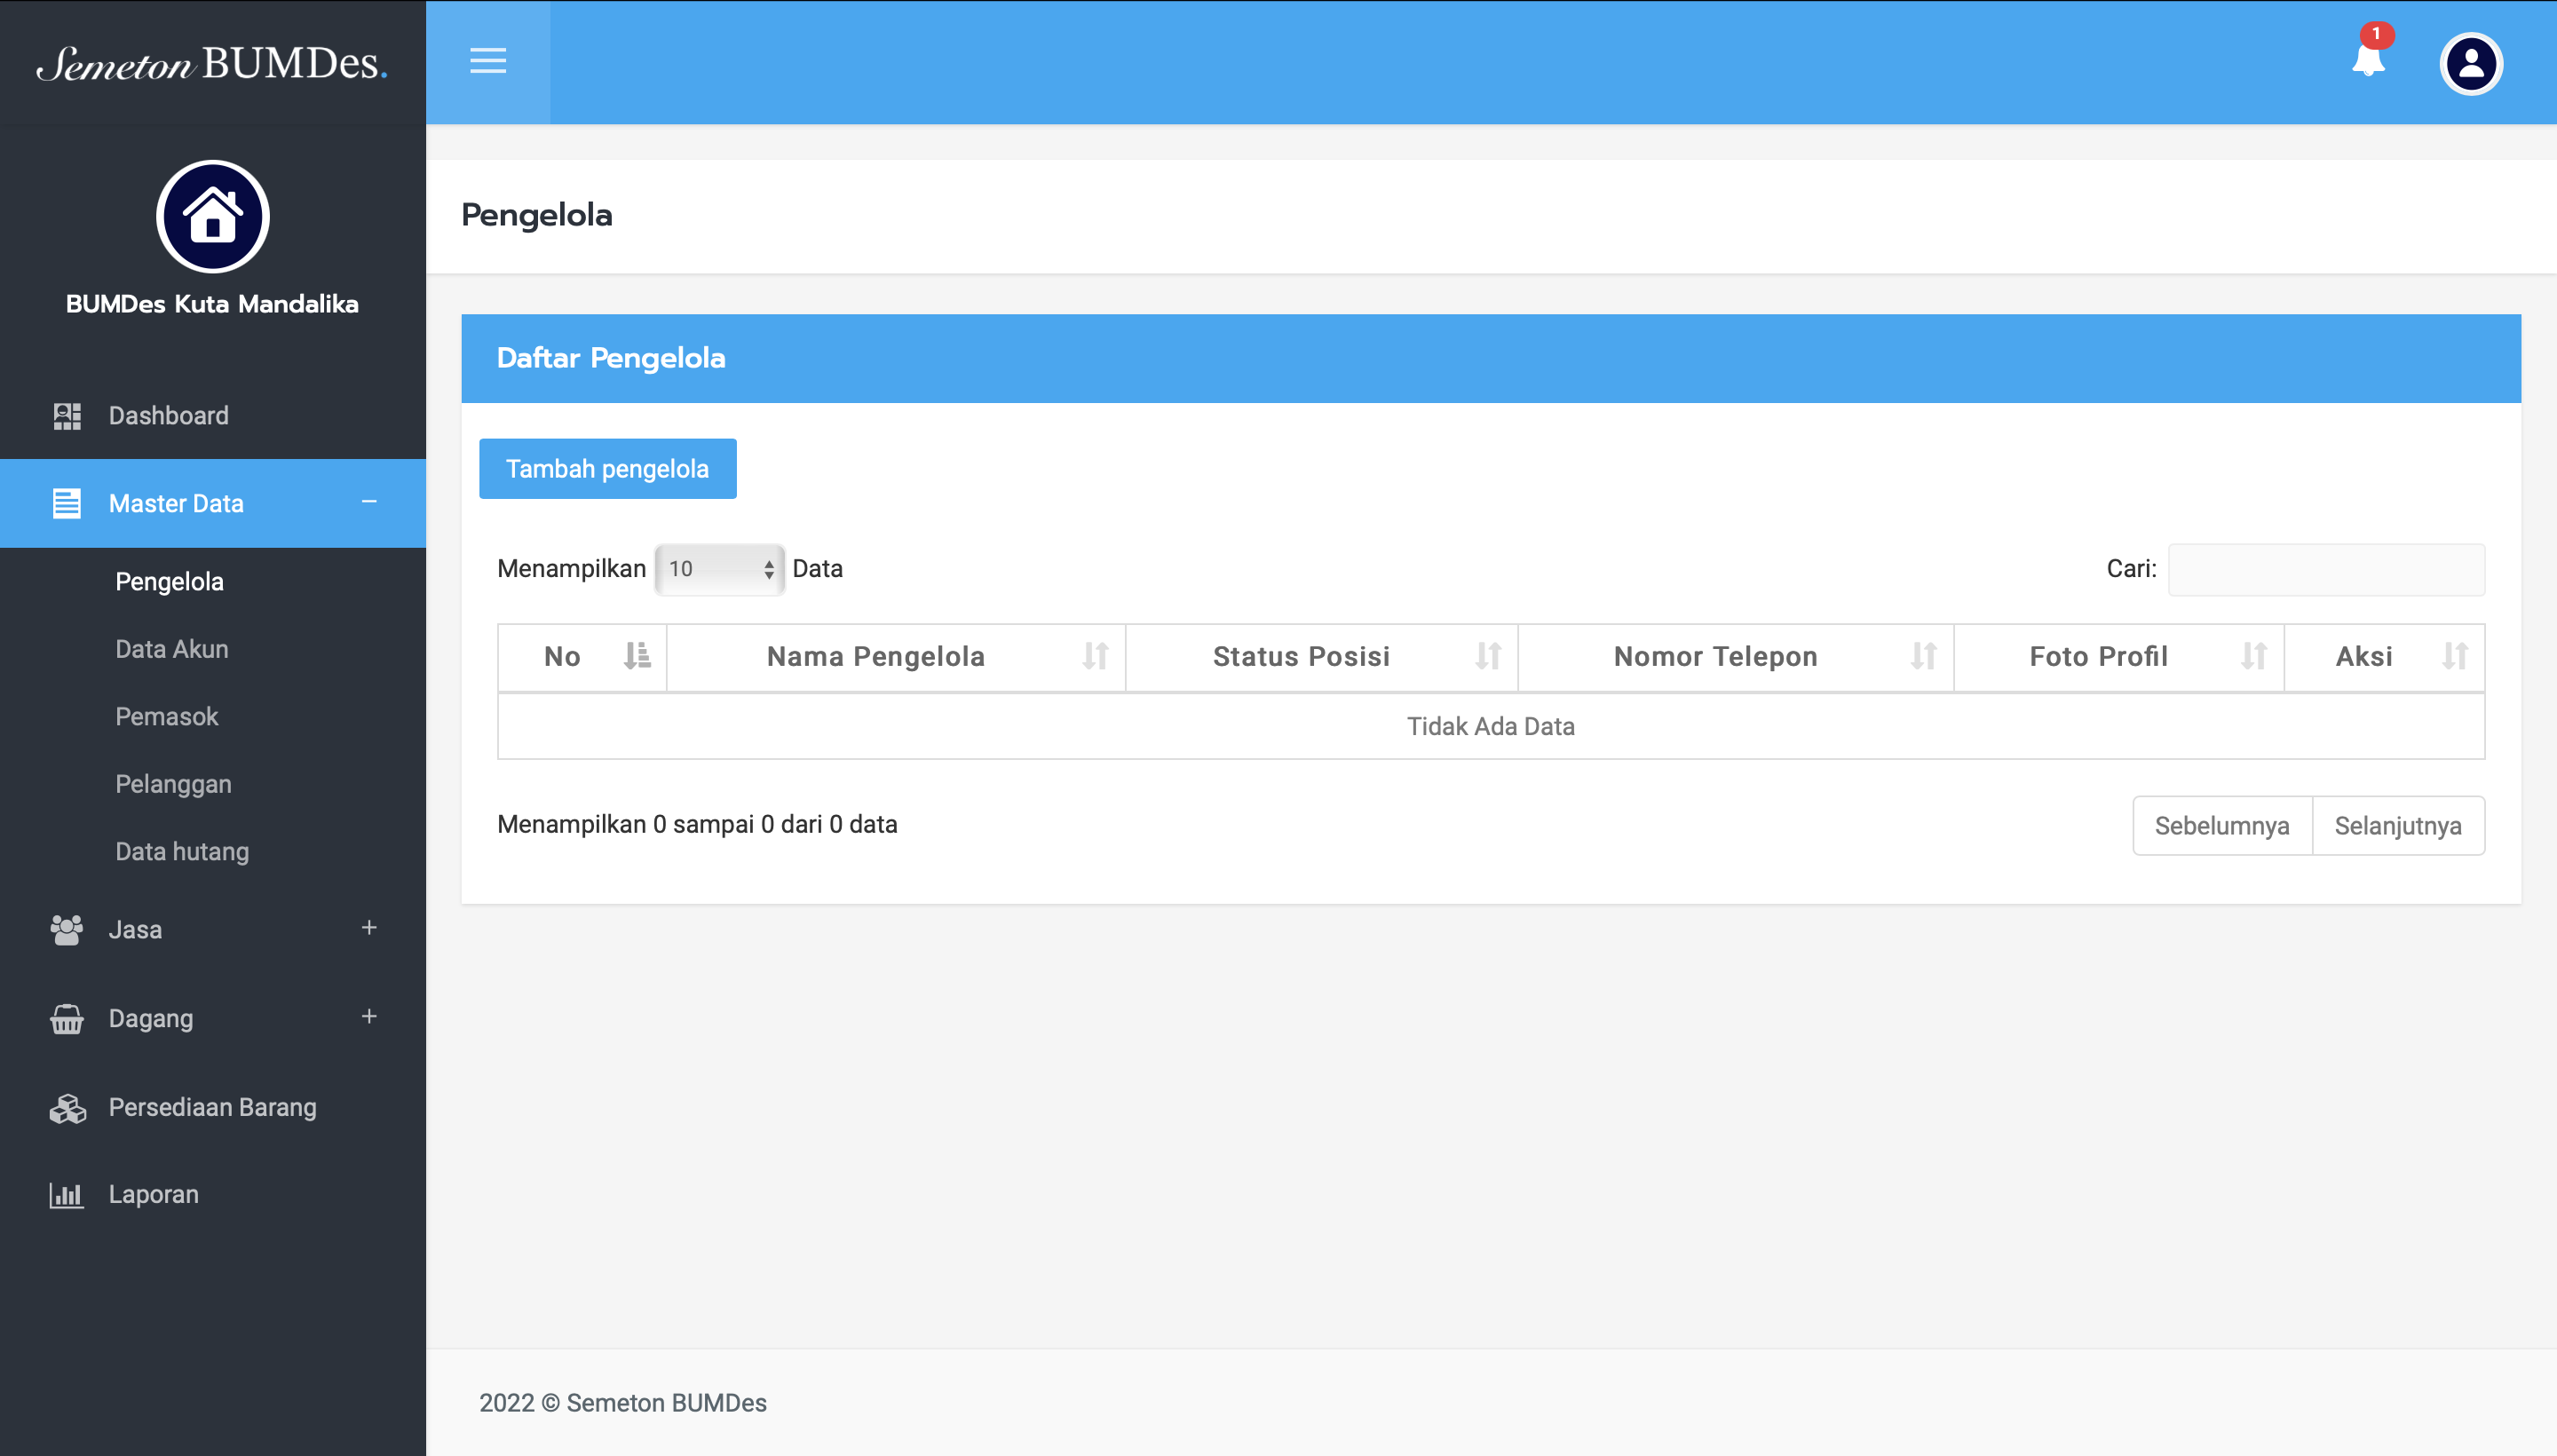 Semeton BUMDes.
1
BUMDes Kuta Mandalika
Dashboard
Master Data
Pengelola
Data Akun
Pemasok
Pelanggan
Data hutang
Jasa
Dagang
Persediaan Barang
Laporan
Pengelola
Daftar Pengelola
Tambah pengelola
Menampilkan 10 Data
Cari:
No Nama Pengelola Status Posisi Nomor Telepon Foto Profil Aksi
Tidak Ada Data
Menampilkan 0 sampai 0 dari 0 data
Sebelumnya Selanjutnya
2022 © Semeton BUMDes